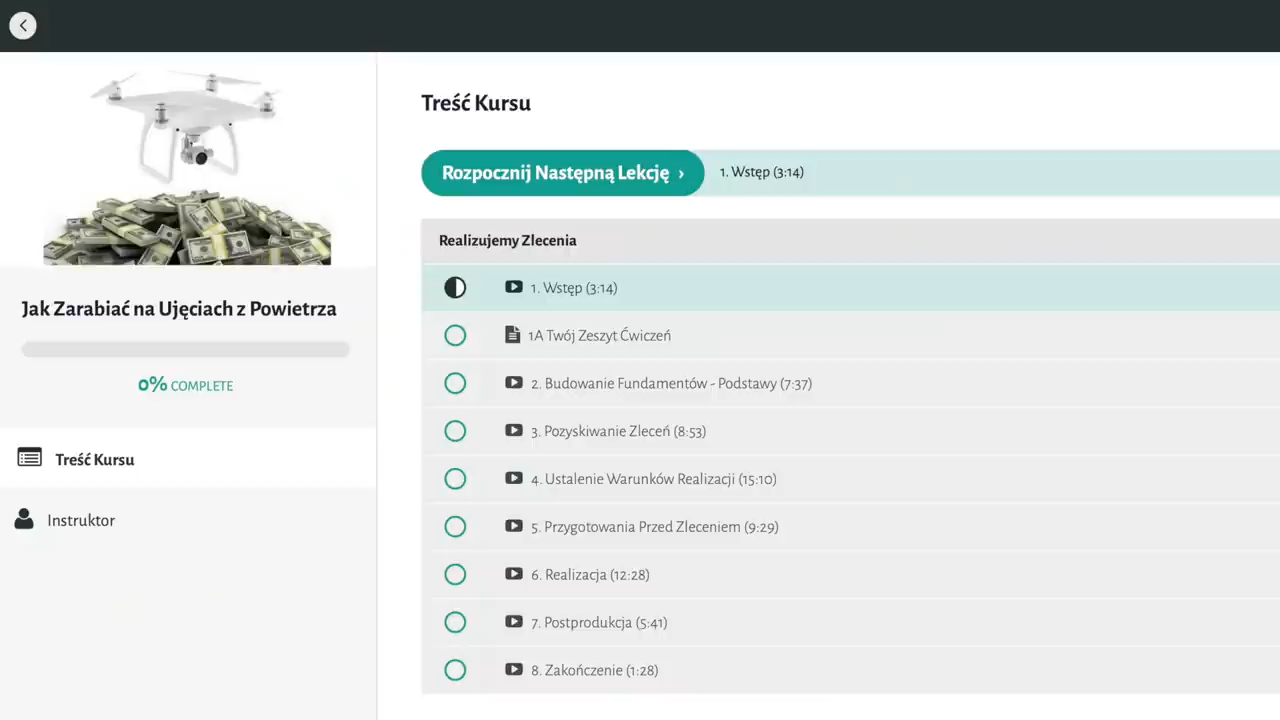 Jak Zarabiać na Ujęciach z Powietrza
0% COMPLETE
Treść Kursu
Instruktor
Treść Kursu
Rozpocznij Następną Lekcję ›
1. Wstęp (3:14)
Realizujemy Zlecenia
1. Wstęp (3:14)
1A Twój Zeszyt Ćwiczeń
2. Budowanie Fundamentów - Podstawy (7:37)
3. Pozyskiwanie Zleceń (8:53)
4. Ustalenie Warunków Realizacji (15:10)
5. Przygotowania Przed Zleceniem (9:29)
6. Realizacja (12:28)
7. Postprodukcja (5:41)
8. Zakończenie (1:28)